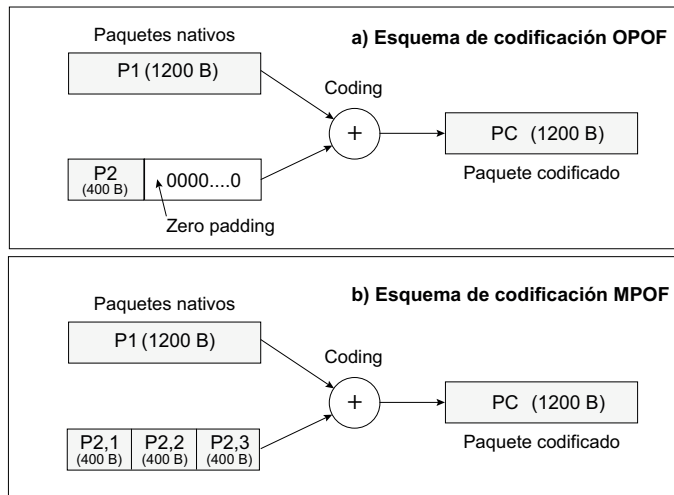 a) Esquema de codificación OPOF
Paquetes nativos
P1 (1200 B)
Coding
+
PC (1200 B)
Paquete codificado
P2
(400 B)
0000....0
Zero padding
b) Esquema de codificación MPOF
Paquetes nativos
P1 (1200 B)
Coding
+
PC (1200 B)
Paquete codificado
P2,1 P2,2 P2,3
(400 B) (400 B) (400 B)